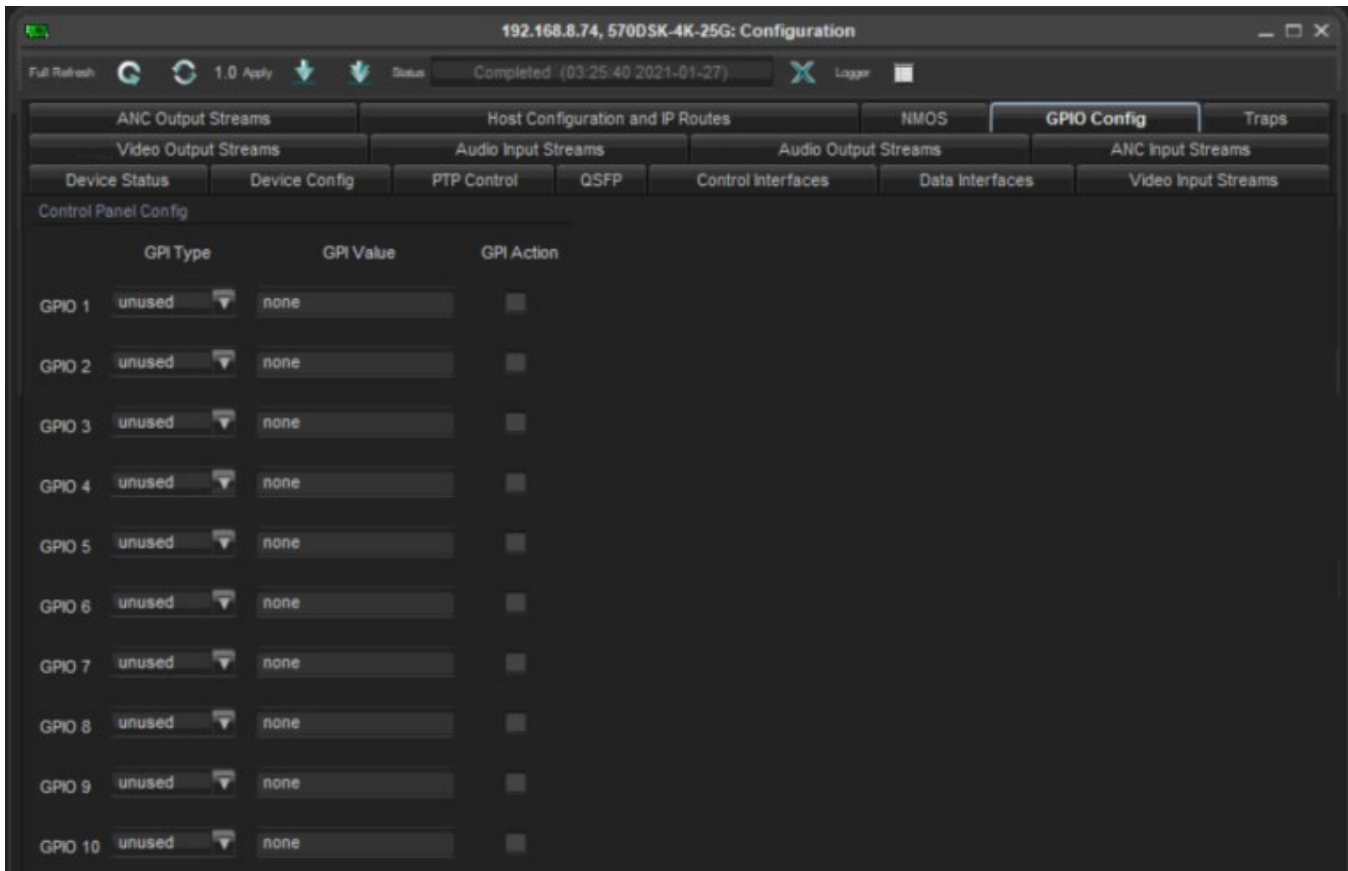 192.168.8.74, 570DSK-4K-25G: Configuration
Full Refresh 1.0 Apply Status Completed (03:25:40 2021-01-27) Logger
ANC Output Streams Host Configuration and IP Routes NMOS GPIO Config Traps
Video Output Streams Audio Input Streams Audio Output Streams ANC Input Streams
Device Status Device Config PTP Control QSFP Control Interfaces Data Interfaces Video Input Streams
Control Panel Config
GPI Type GPI Value GPI Action
GPIO 1 unused none
GPIO 2 unused none
GPIO 3 unused none
GPIO 4 unused none
GPIO 5 unused none
GPIO 6 unused none
GPIO 7 unused none
GPIO 8 unused none
GPIO 9 unused none
GPIO 10 unused none